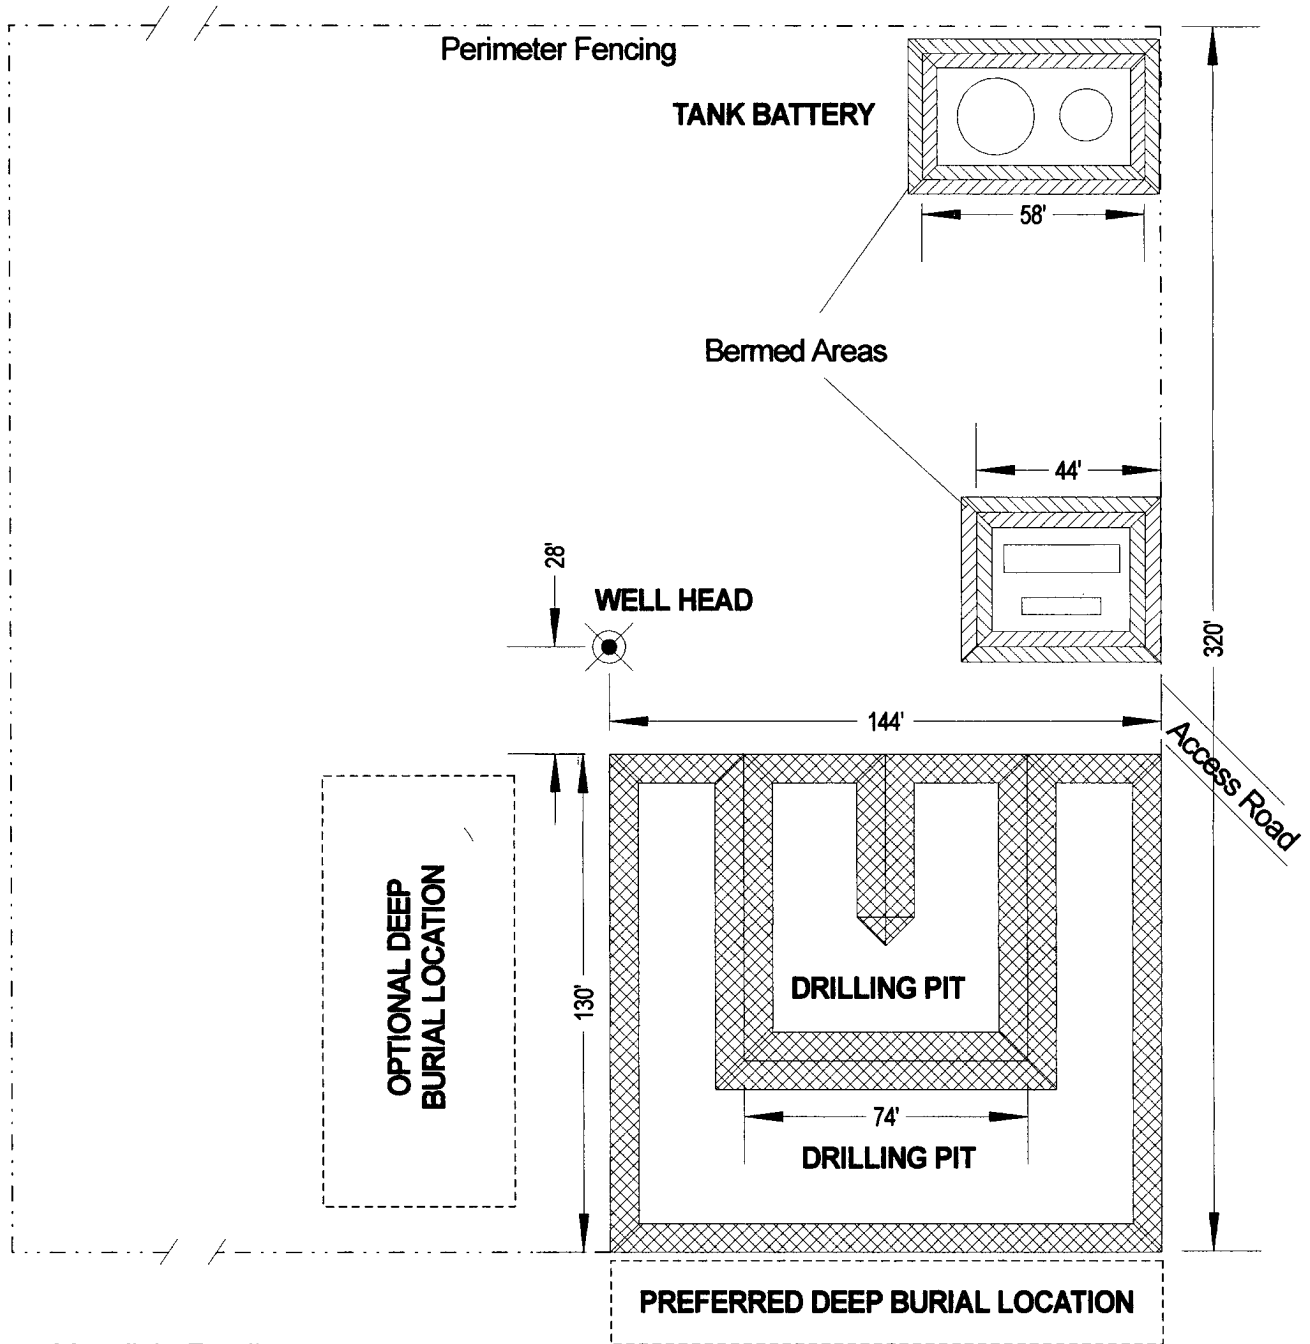 Perimeter Fencing
TANK BATTERY
58'
Bermed Areas
44'
28'
WELL HEAD
320'
144'
Access Road
OPTIONAL DEEP
BURIAL LOCATION
130'
DRILLING PIT
74'
DRILLING PIT
PREFERRED DEEP BURIAL LOCATION